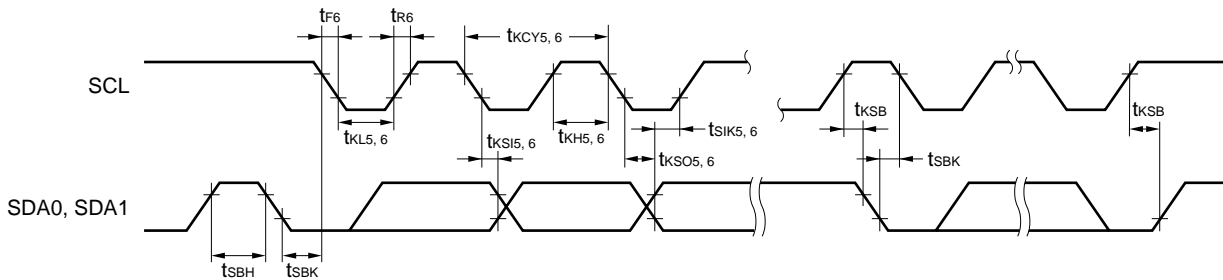 tF6
tR6
tKCY5, 6
SCL
tKL5, 6
tKSI5, 6
tKH5, 6
tKSO5, 6
tSIK5, 6
tKSB
tSBK
tKSB
SDA0, SDA1
tSBH
tSBK